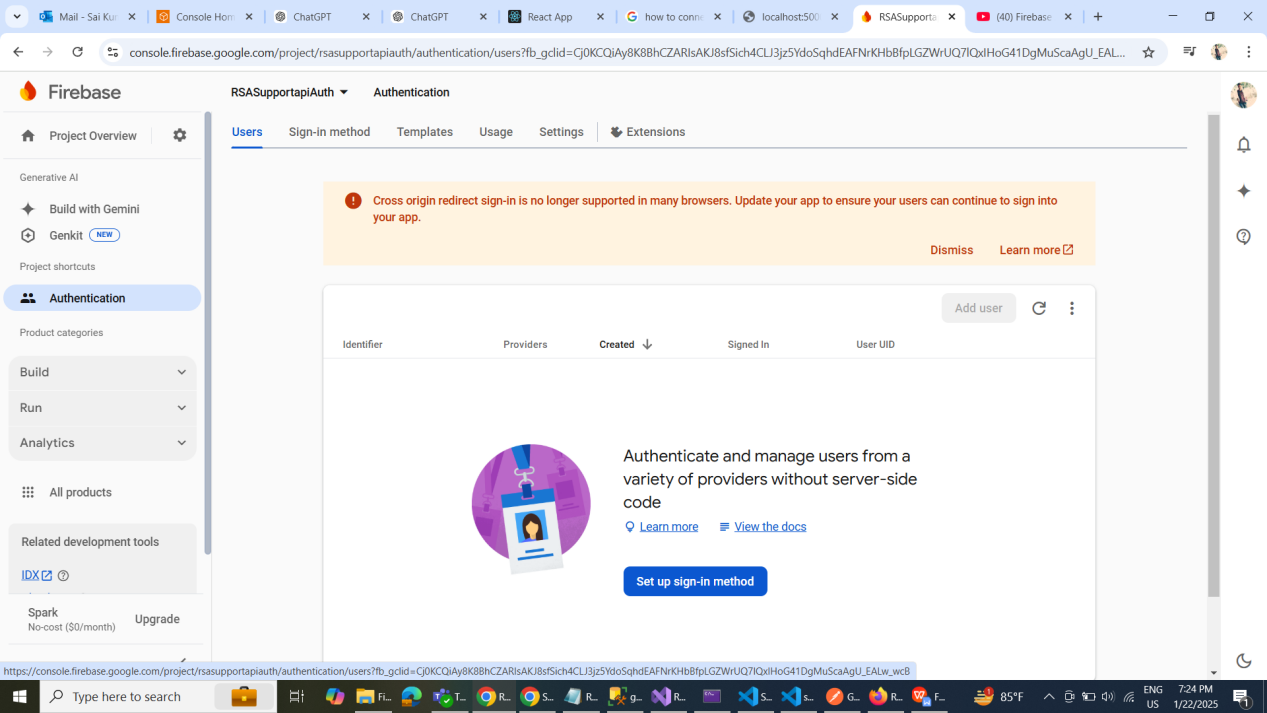 Mail - Sai Kur
Console Hom
ChatGPT
ChatGPT
React App
how to conne
localhost:500
RSASupporta
(40) Firebase
console.firebase.google.com/project/rsasupportapiauth/authentication/users?fb_gclid=Cj0KCQiAy8K8BhCZARIsAKJ8sfSich4CLJ3jz5YdoSqhdEAFNrKHbBfpLGZWrUQ7lQxIHoG41DgMuScaAgU_EAL...
Firebase
RSASupportapiAuth
Authentication
Project Overview
Users
Sign-in method
Templates
Usage
Settings
Extensions
Generative AI
Build with Gemini
Genkit NEW
Project shortcuts
Authentication
Product categories
Build
Run
Analytics
All products
Related development tools
IDX
Spark
No-cost ($0/month)
Upgrade
Cross origin redirect sign-in is no longer supported in many browsers. Update your app to ensure your users can continue to sign into
your app.
Dismiss
Learn more
Add user
Identifier
Providers
Created
Signed In
User UID
Authenticate and manage users from a
variety of providers without server-side
code
Learn more
View the docs
Set up sign-in method
https://console.firebase.google.com/project/rsasupportapiauth/authentication/users?fb_gclid=Cj0KCQiAy8K8BhCZARIsAKJ8sfSich4CLJ3jz5YdoSqhdEAFNrKHbBfpLGZWrUQ7lQxIHoG41DgMuScaAgU_EALw_wcB
Type here to search
Fi...
T...
R...
S...
R...
g...
R...
S...
s...
G...
R...
F...
85°F
ENG
US
7:24 PM
1/22/2025
1
1